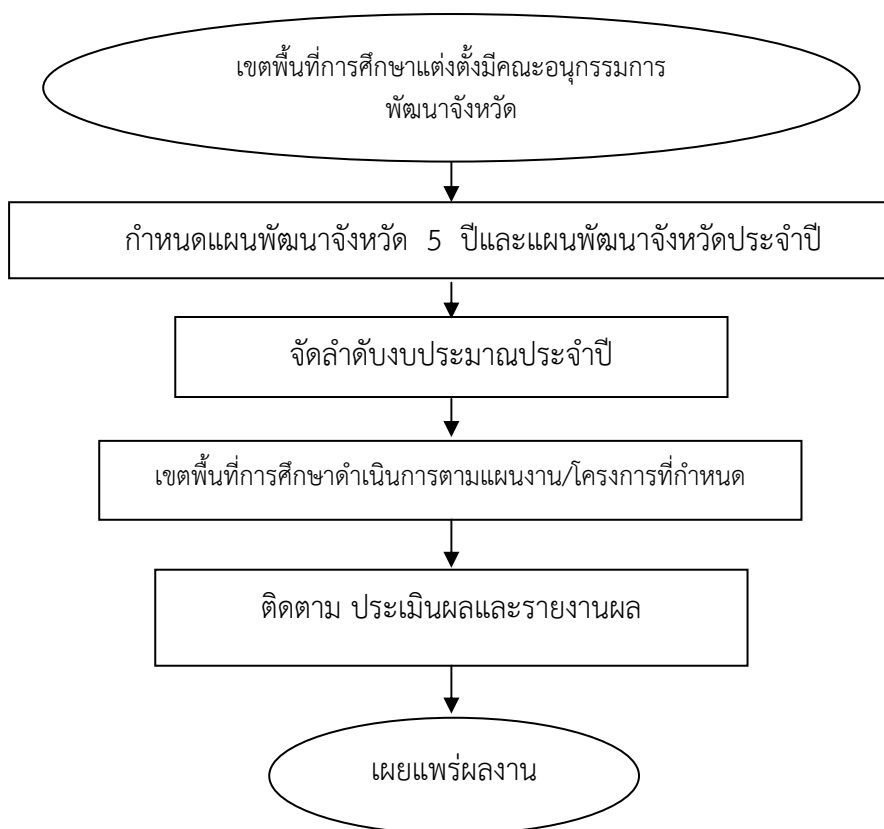 เขตพื้นที่การศึกษาแต่งตั้งมีคณะอนุกรรมการ
พัฒนาจังหวัด
กำหนดแผนพัฒนาจังหวัด 5 ปีและแผนพัฒนาจังหวัดประจำปี
จัดลำดับงบประมาณประจำปี
เขตพื้นที่การศึกษาดำเนินการตามแผนงาน/โครงการที่กำหนด
ติดตาม ประเมินผลและรายงานผล
เผยแพร่ผลงาน